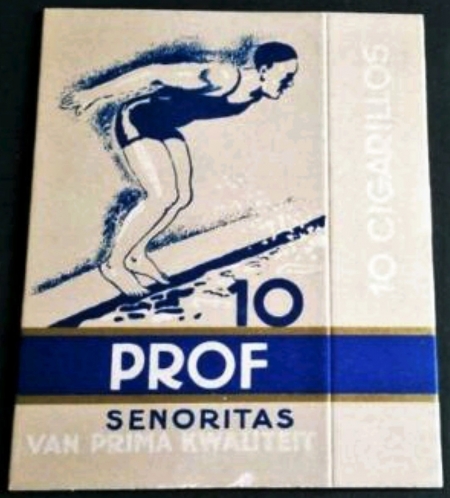 10
PROF
SENORITAS
VAN PRIMA KWALITEIT
10 CIGARILLOS